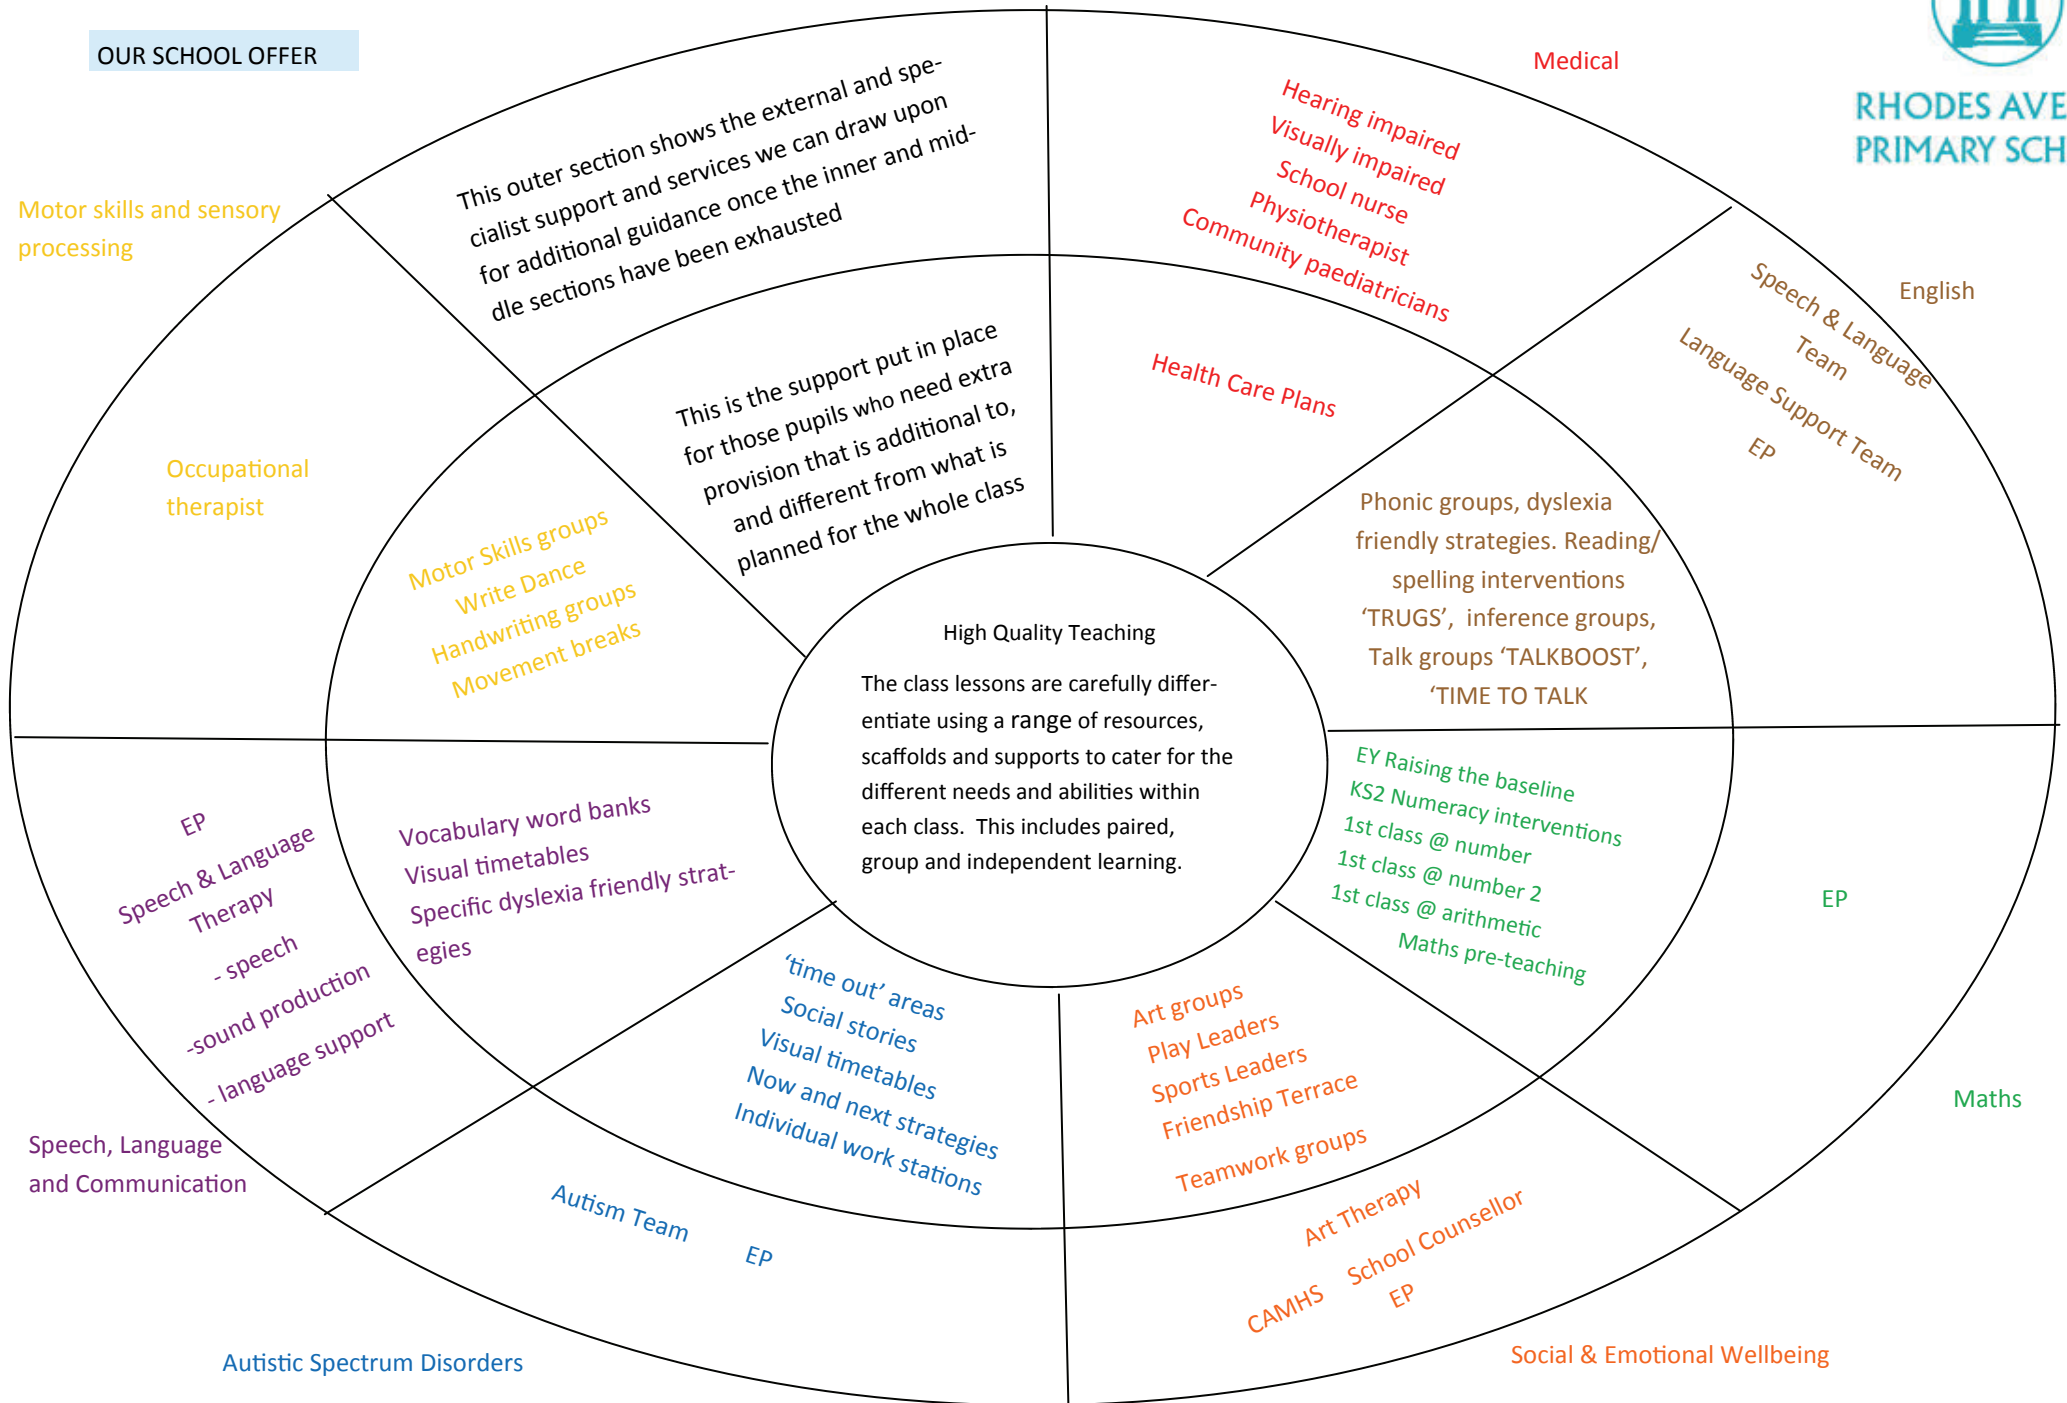 OUR SCHOOL OFFER
RHODES AVE
PRIMARY SCH
This outer section shows the external and spe-
cialist support and services we can draw upon
for additional guidance once the inner and mid-
dle sections have been exhausted
This is the support put in place
for those pupils who need extra
provision that is additional to,
and different from what is
planned for the whole class
High Quality Teaching
The class lessons are carefully differ-
entiate using a range of resources,
scaffolds and supports to cater for the
different needs and abilities within
each class. This includes paired,
group and independent learning.
Medical
Hearing impaired
Visually impaired
School nurse
Physiotherapist
Community paediatricians
Health Care Plans
English
Speech & Language
Team
Language Support Team
EP
Phonic groups, dyslexia
friendly strategies. Reading/
spelling interventions
‘TRUGS’, inference groups,
Talk groups ‘TALKBOOST’,
‘TIME TO TALK
EY Raising the baseline
KS2 Numeracy interventions
1st class @ number
1st class @ number 2
1st class @ arithmetic
Maths pre-teaching
EP
Maths
Art groups
Play Leaders
Sports Leaders
Friendship Terrace
Teamwork groups
Art Therapy
CAMHS School Counsellor
EP
Social & Emotional Wellbeing
‘time out’ areas
Social stories
Visual timetables
Now and next strategies
Individual work stations
Autism Team EP
Autistic Spectrum Disorders
Vocabulary word banks
Visual timetables
Specific dyslexia friendly strat-
egies
EP
Speech & Language
Therapy
- speech
-sound production
- language support
Speech, Language
and Communication
Motor skills and sensory
processing
Occupational
therapist
Motor Skills groups
Write Dance
Handwriting groups
Movement breaks